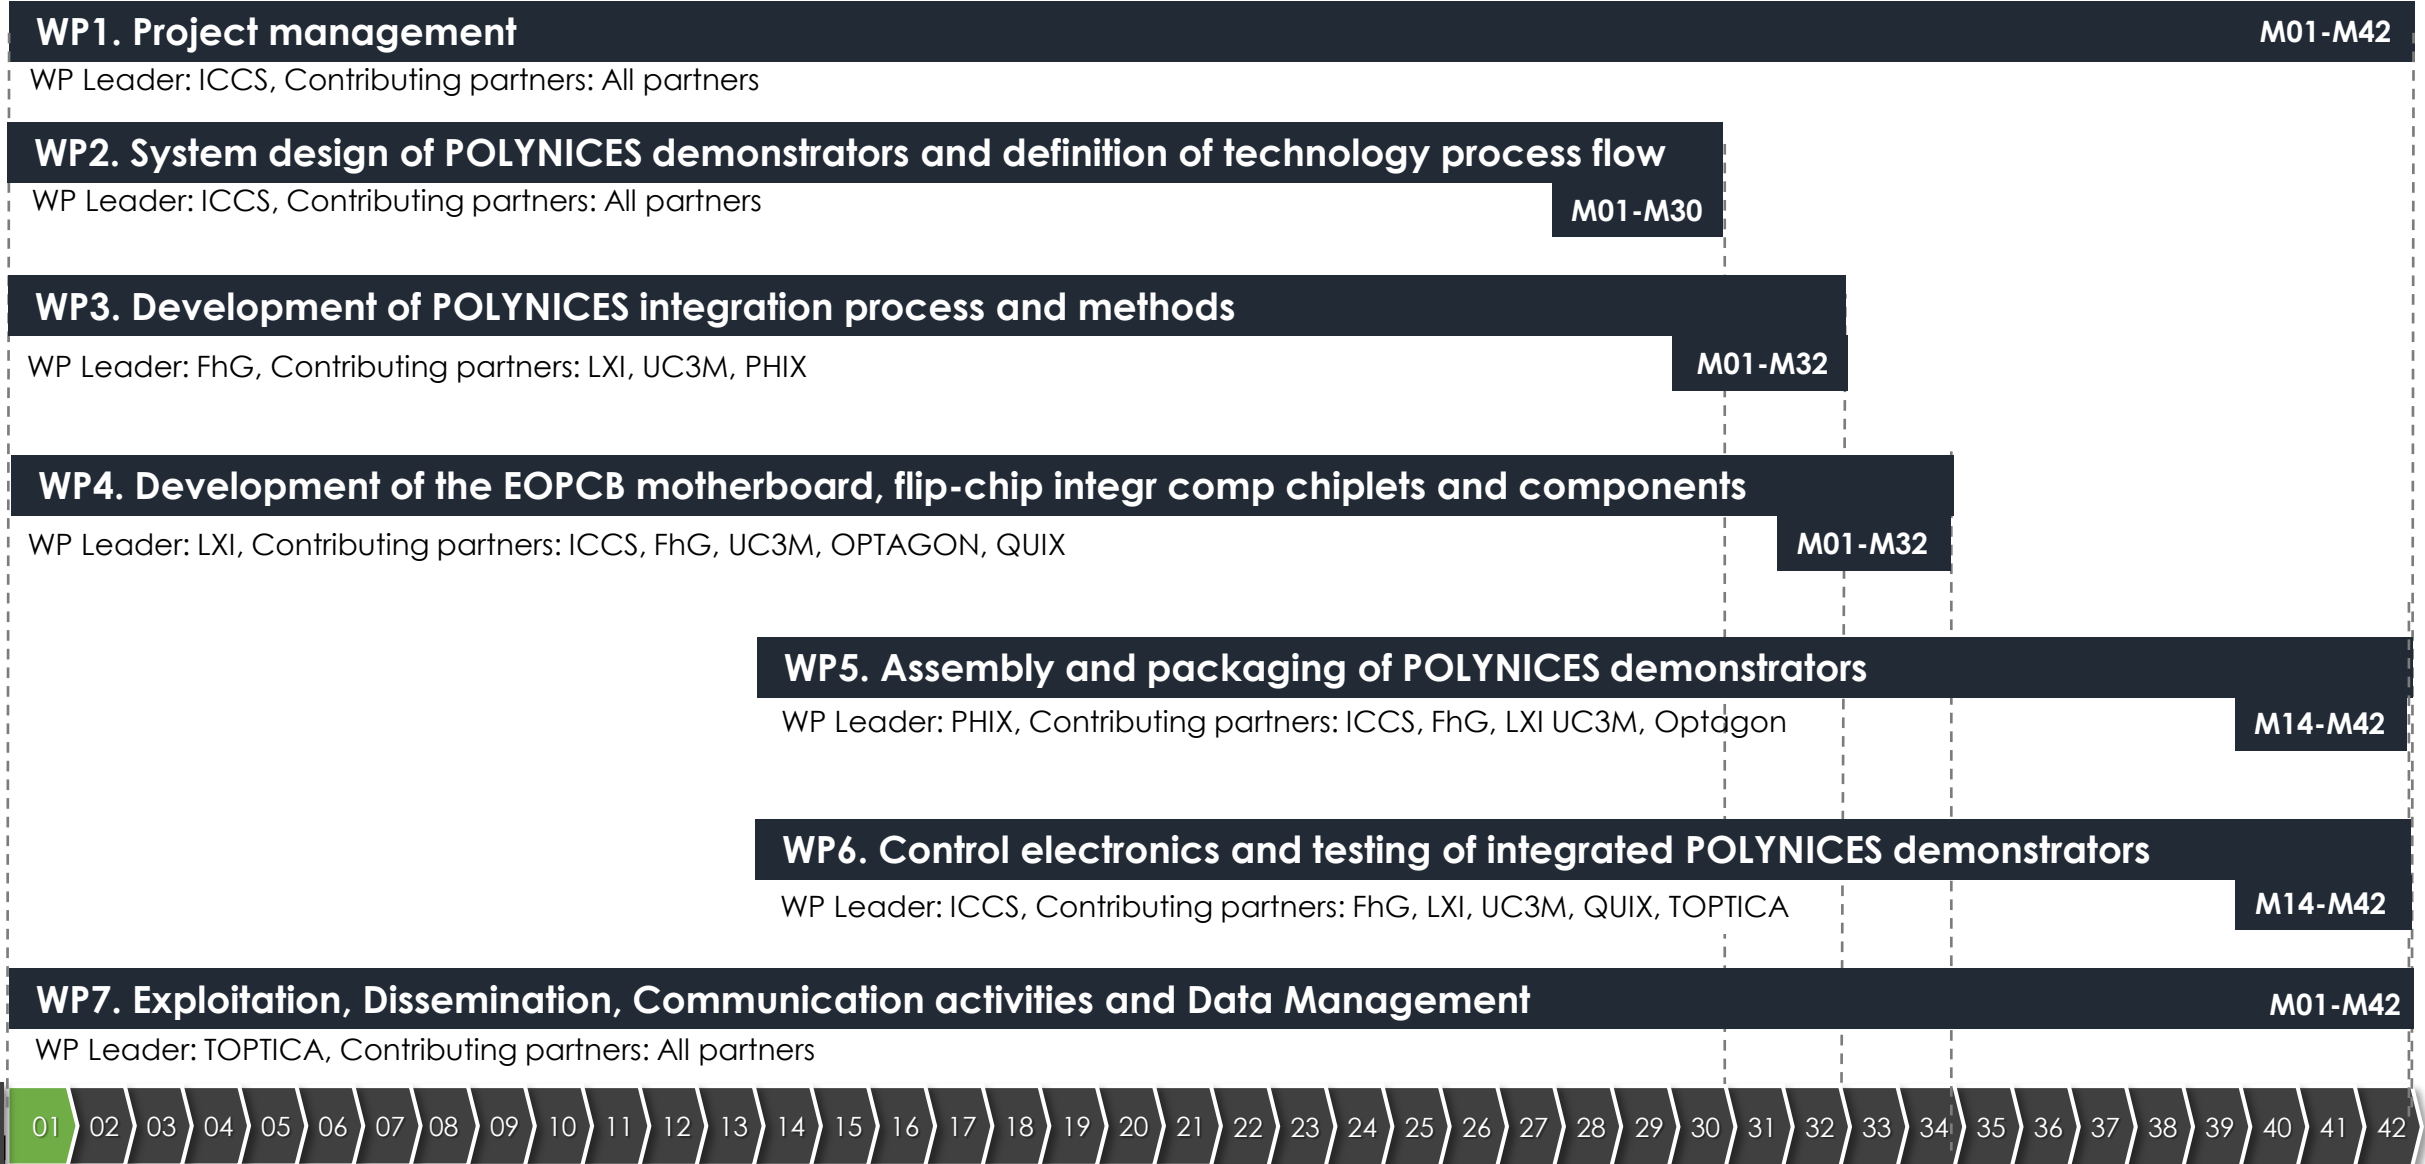 WP1. Project management M01-M42
WP Leader: ICCS, Contributing partners: All partners
WP2. System design of POLYNICES demonstrators and definition of technology process flow
WP Leader: ICCS, Contributing partners: All partners
M01-M30
WP3. Development of POLYNICES integration process and methods
WP Leader: FhG, Contributing partners: LXI, UC3M, PHIX
M01-M32
WP4. Development of the EOPCB motherboard, flip-chip integr comp chiplets and components
WP Leader: LXI, Contributing partners: ICCS, FhG, UC3M, OPTAGON, QUIX
M01-M32
WP5. Assembly and packaging of POLYNICES demonstrators
WP Leader: PHIX, Contributing partners: ICCS, FhG, LXI UC3M, Optagon
M14-M42
WP6. Control electronics and testing of integrated POLYNICES demonstrators
WP Leader: ICCS, Contributing partners: FhG, LXI, UC3M, QUIX, TOPTICA
M14-M42
WP7. Exploitation, Dissemination, Communication activities and Data Management M01-M42
WP Leader: TOPTICA, Contributing partners: All partners
01 02 03 04 05 06 07 08 09 10 11 12 13 14 15 16 17 18 19 20 21 22 23 24 25 26 27 28 29 30 31 32 33 34 35 36 37 38 39 40 41 42